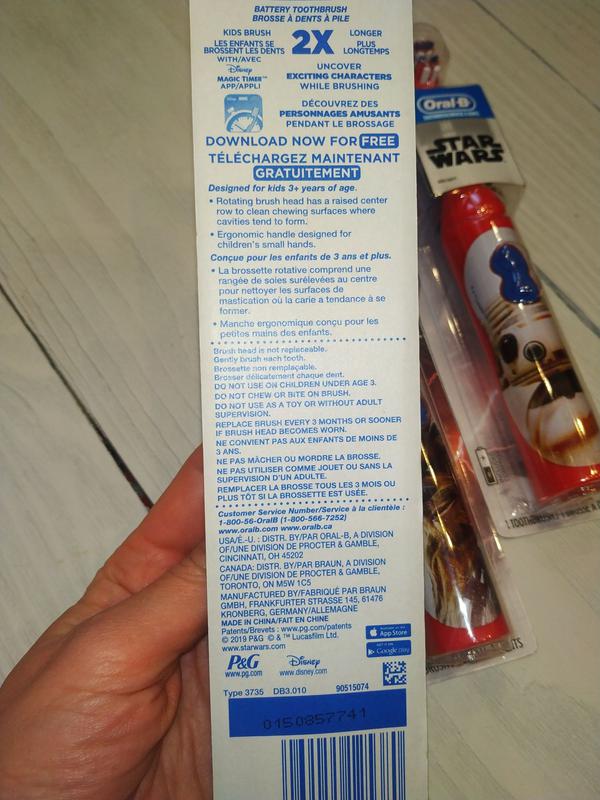 BATTERY TOOTHBRUSH
BROSSE À DENTS À PILE
KIDS BRUSH
LES ENFANTS SE
BROSSENT LES DENTS
2X
LONGER
PLUS
LONGTEMPS
WITH/AVEC
Disney
MAGIC TIMER™
APP/APPLI
UNCOVER
EXCITING CHARACTERS
WHILE BRUSHING
DÉCOUVREZ DES
PERSONNAGES AMUSANTS
PENDANT LE BROSSAGE
DOWNLOAD NOW FOR FREE
TÉLÉCHARGEZ MAINTENANT
GRATUITEMENT
Designed for kids 3+ years of age.
• Rotating brush head has a raised center
row to clean chewing surfaces where
cavities tend to form.
• Ergonomic handle designed for
children's small hands.
Conçue pour les enfants de 3 ans et plus.
• La brossette rotative comprend une
rangée de soies surélevées au centre
pour nettoyer les surfaces de
mastication où la carie a tendance à se
former.
• Manche ergonomique conçu pour les
petites mains des enfants.
Brush head is not replaceable.
Gently brush each tooth.
Brossette non remplaçable.
Brosser délicatement chaque dent.
DO NOT USE ON CHILDREN UNDER AGE 3.
DO NOT CHEW OR BITE ON BRUSH.
DO NOT USE AS A TOY OR WITHOUT ADULT
SUPERVISION.
REPLACE BRUSH EVERY 3 MONTHS OR SOONER
IF BRUSH HEAD BECOMES WORN.
NE CONVIENT PAS AUX ENFANTS DE MOINS DE
3 ANS.
NE PAS MÂCHER OU MORDRE LA BROSSE.
NE PAS UTILISER COMME JOUET OU SANS LA
SUPERVISION D'UN ADULTE.
REMPLACER LA BROSSE TOUS LES 3 MOIS OU
PLUS TÔT SI LA BROSSETTE EST USÉE.
Customer Service Number/Service à la clientèle :
1-800-56-OralB (1-800-566-7252)
www.oralb.com www.oralb.ca
USA/É.-U. : DISTR. BY/PAR ORAL-B, A DIVISION
OF/UNE DIVISION DE PROCTER & GAMBLE,
CINCINNATI, OH 45202
CANADA: DISTR. BY/PAR BRAUN, A DIVISION
OF/UNE DIVISION DE PROCTER & GAMBLE,
TORONTO, ON M5W 1C5
MANUFACTURED BY/FABRIQUÉ PAR BRAUN
GMBH, FRANKFURTER STRASSE 145, 61476
KRONBERG, GERMANY/ALLEMAGNE
MADE IN CHINA/FAIT EN CHINE
Patents/Brevets : www.pg.com/patents
© 2019 P&G © & ™ Lucasfilm Ltd.
www.starwars.com
App Store
Google play
P&G
www.pg.com
Disney
www.disney.com
Type 3735 DB3.010 90515074
0150857741
Oral-B
STAR
WARS
1 TOOTHBRUSH